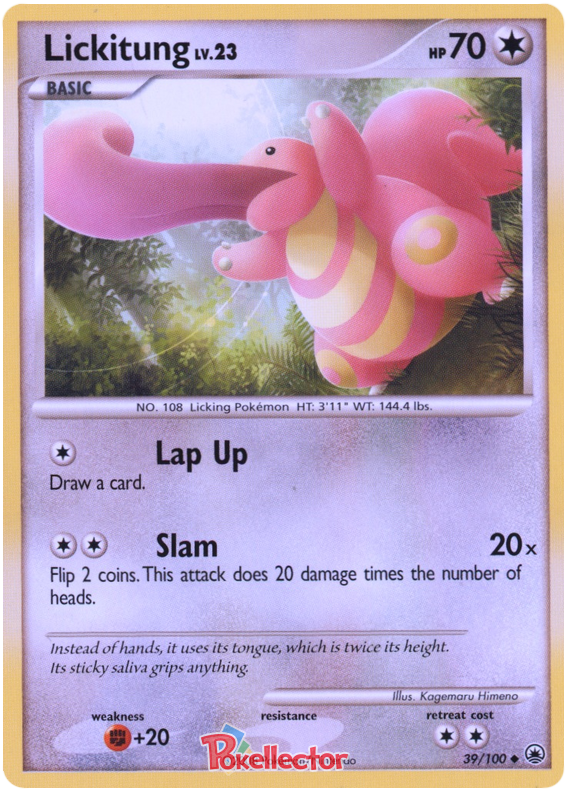 Lickitung LV.23
HP 70
BASIC
NO. 108 Licking Pokémon HT: 3'11" WT: 144.4 lbs.
Lap Up
Draw a card.
Slam 20x
Flip 2 coins. This attack does 20 damage times the number of
heads.
Instead of hands, it uses its tongue, which is twice its height.
Its sticky saliva grips anything.
Illus. Kagemaru Himeno
weakness resistance retreat cost
+20
Pokellector
39/100